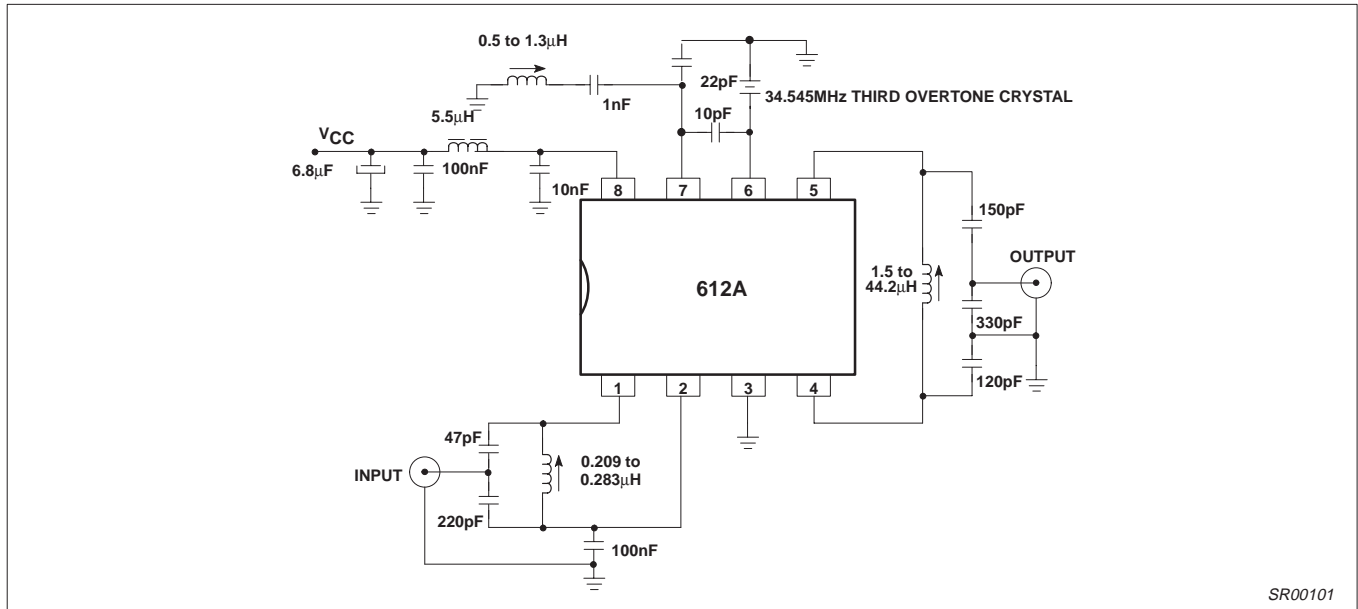 0.5 to 1.3μH
22pF
34.545MHz THIRD OVERTONE CRYSTAL
1nF
10pF
5.5μH
VCC
6.8μF
100nF
10nF
8
7
6
5
150pF
OUTPUT
612A
1.5 to
44.2μH
330pF
120pF
1
2
3
4
47pF
INPUT
0.209 to
0.283μH
220pF
100nF
SR00101